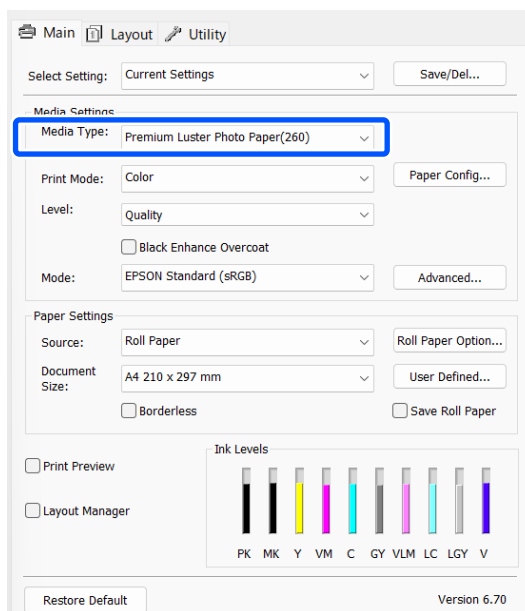 Main Layout Utility
Select Setting: Current Settings Save/Del...
Media Settings
Media Type: Premium Luster Photo Paper(260)
Print Mode: Color Paper Config...
Level: Quality
Black Enhance Overcoat
Mode: EPSON Standard (sRGB) Advanced...
Paper Settings
Source: Roll Paper Roll Paper Option...
Document
Size: A4 210 x 297 mm User Defined...
Borderless Save Roll Paper
Ink Levels
Print Preview
Layout Manager
PK MK Y VM C GY VLM LC LGY V
Restore Default Version 6.70